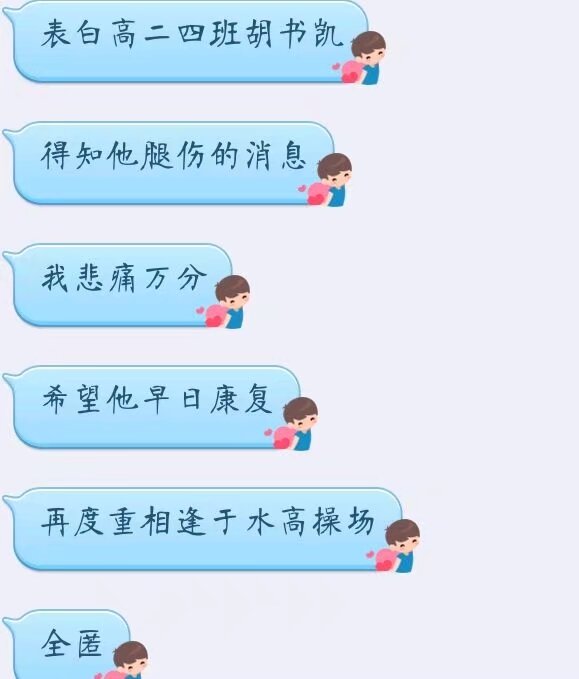 表白高二四班胡书凯
得知他腿伤的消息
我悲痛万分
希望他早日康复
再度重相逢于水高操场
全匿